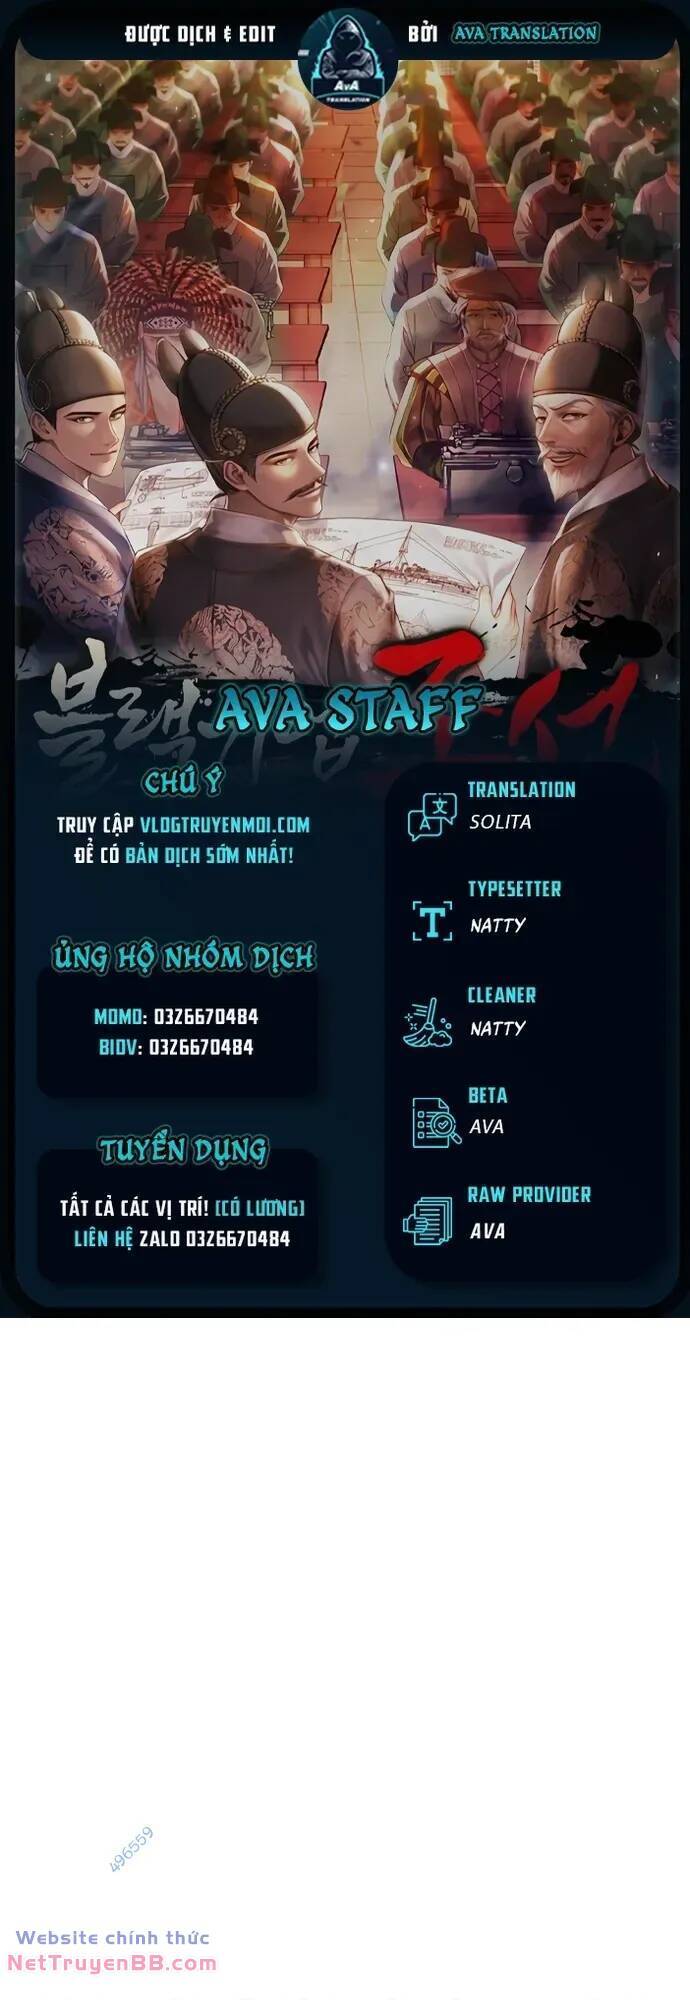 ĐƯỢC DỊCH & EDIT
AVA
TRANSLATION
BỞI AVA TRANSLATION
블랙기업조선
AVA STAFF
CHÚ Ý
TRUY CẬP VLOGTRUYENMOI.COM
ĐỂ CÓ BẢN DỊCH SỚM NHẤT!
ỦNG HỘ NHÓM DỊCH
MOMO: 0326670484
BIDV: 0326670484
TUYỂN DỤNG
TẤT CẢ CÁC VỊ TRÍ! [CÓ LƯƠNG]
LIÊN HỆ ZALO 0326670484
TRANSLATION
SOLITA
TYPESETTER
NATTY
CLEANER
NATTY
BETA
AVA
RAW PROVIDER
AVA
496559
Website chính thức
NetTruyenBB.com